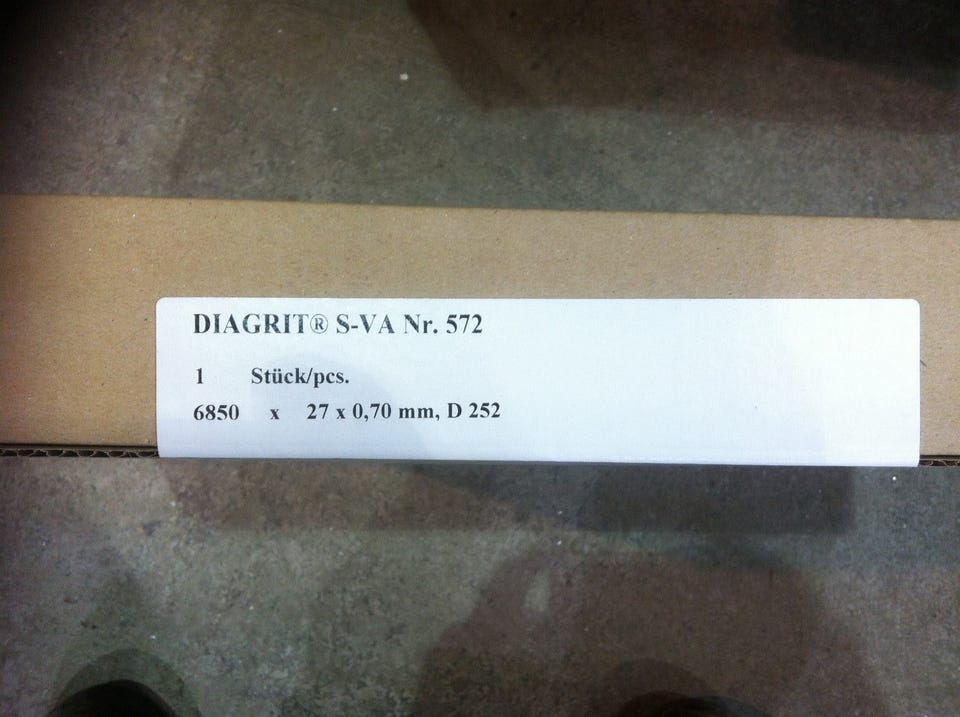 DIAGRIT® S-VA Nr. 572
1 Stück/pcs.
6850 x 27 x 0,70 mm, D 252